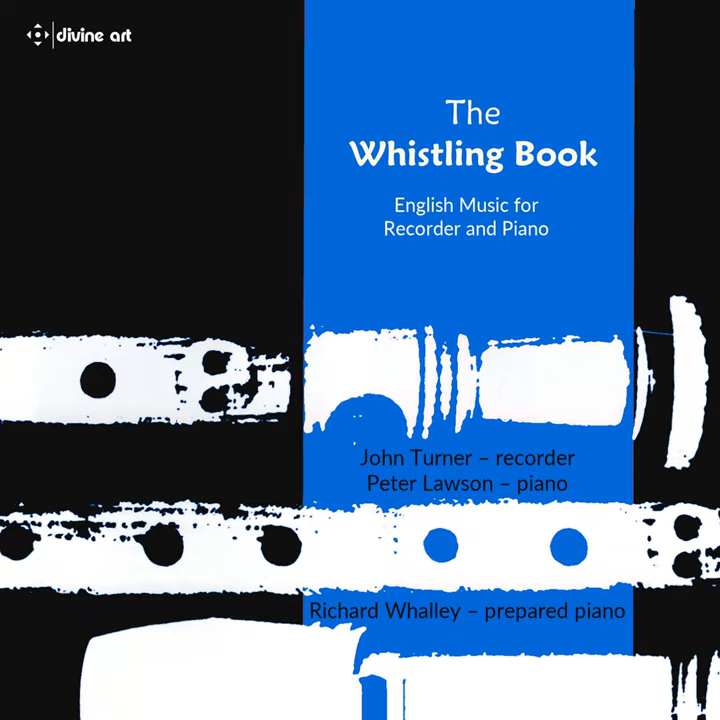 divine art
The
Whistling Book
English Music for
Recorder and Piano
John Turner – recorder
Peter Lawson – piano
Richard Whalley – prepared piano